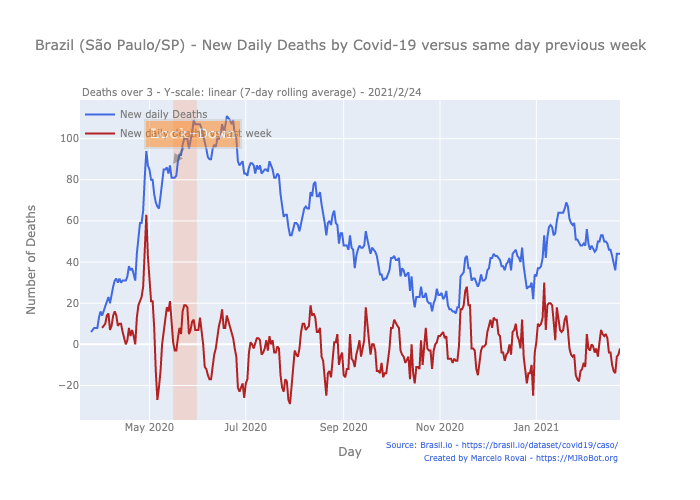 Brazil (São Paulo/SP) - New Daily Deaths by Covid-19 versus same day previous week
Deaths over 3 - Y-scale: linear (7-day rolling average) - 2021/2/24
New daily Deaths
New daily week
100
80
60
40
20
0
−20
Number of Deaths
May 2020
Jul 2020
Sep 2020
Nov 2020
Jan 2021
Day
Source: Brasil.io - https://brasil.io/dataset/covid19/caso/
Created by Marcelo Rovai - https://MJRoBot.org